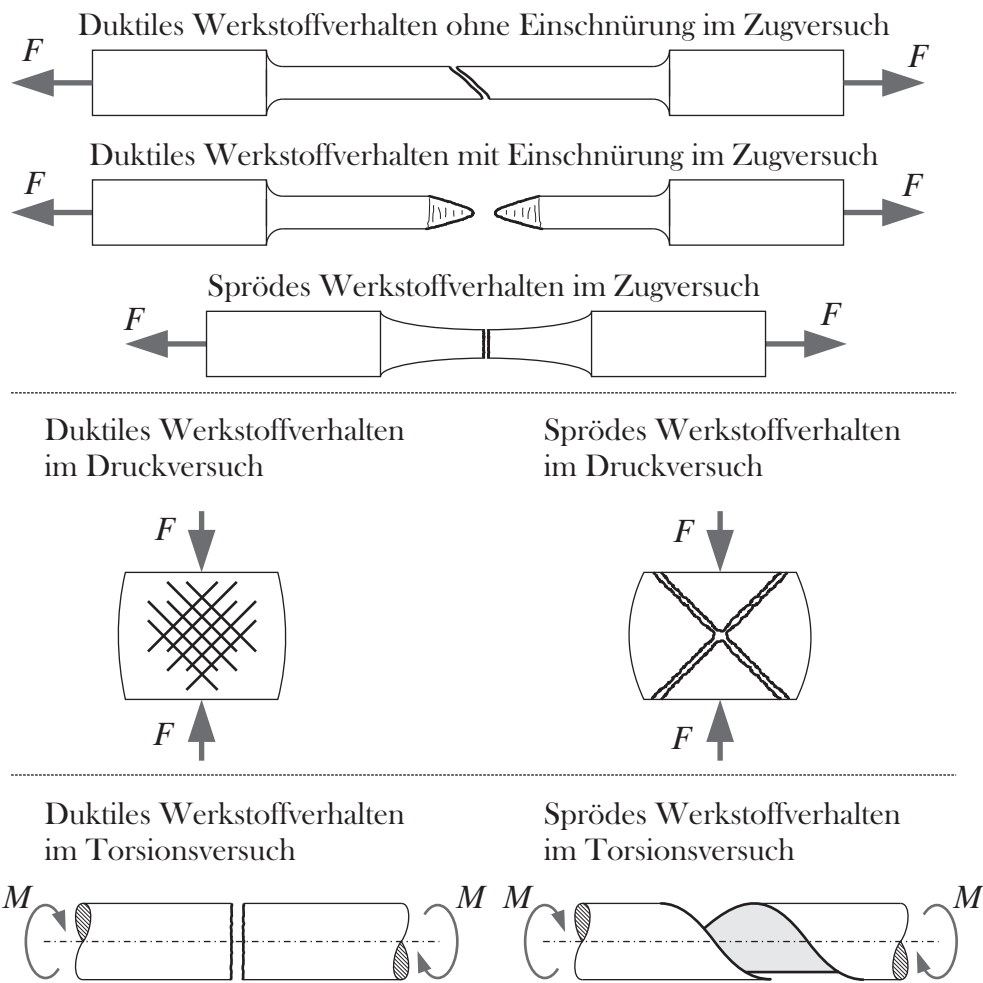 Duktiles Werkstoffverhalten ohne Einschnürung im Zugversuch
F
F
Duktiles Werkstoffverhalten mit Einschnürung im Zugversuch
F
F
Sprödes Werkstoffverhalten im Zugversuch
F
F
Duktiles Werkstoffverhalten
im Druckversuch
F
F
Sprödes Werkstoffverhalten
im Druckversuch
F
F
Duktiles Werkstoffverhalten
im Torsionsversuch
M
M
Sprödes Werkstoffverhalten
im Torsionsversuch
M
M